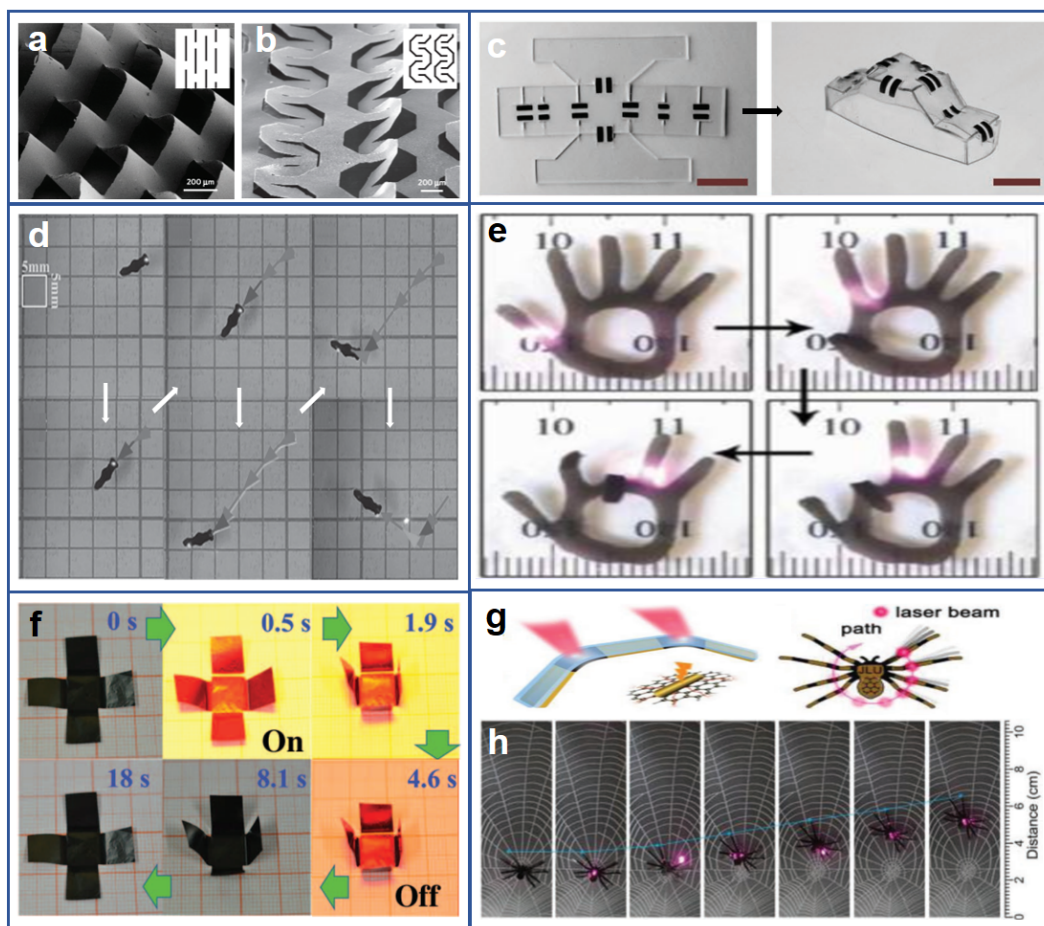 a
200 μm
b
200 μm
c
d
5mm
5mm
e
10 11
10 11
10 11
10 11
f
0 s
0.5 s
1.9 s
On
18 s
8.1 s
4.6 s
Off
g
laser beam
path
JLU
h
10
8
6
4
2
0
Distance (cm)